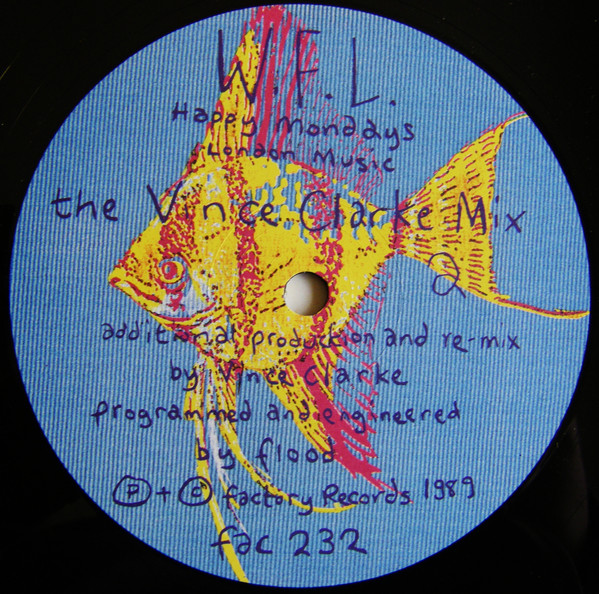 W.F.L.
Happy Mondays
London Music
the Vince Clarke Mix
2
additional production and re-mix
by Vince Clarke
programmed and engineered
by flood
Ⓟ + © factory Records 1989
fac 232